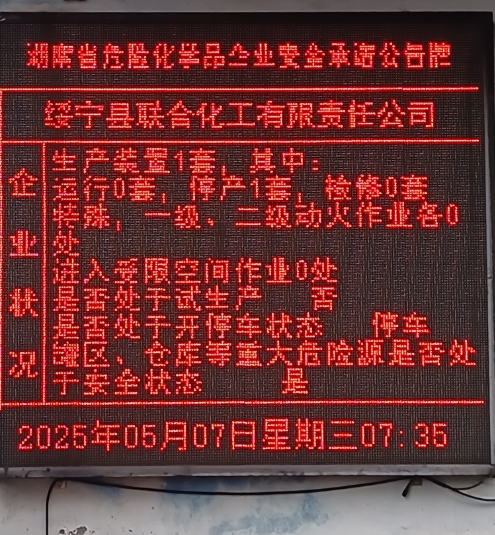 湖南省危险化学品企业安全承诺公告牌
绥宁县联合化工有限责任公司
企业状况
生产装置1套，其中：
运行0套，停产1套，检修0套
特殊，一级、二级动火作业各0
处
进入受限空间作业0处
是否处于试生产 否
是否处于开停车状态 停车
罐区、仓库等重大危险源是否处
于安全状态 是
2025年05月07日星期三07:35